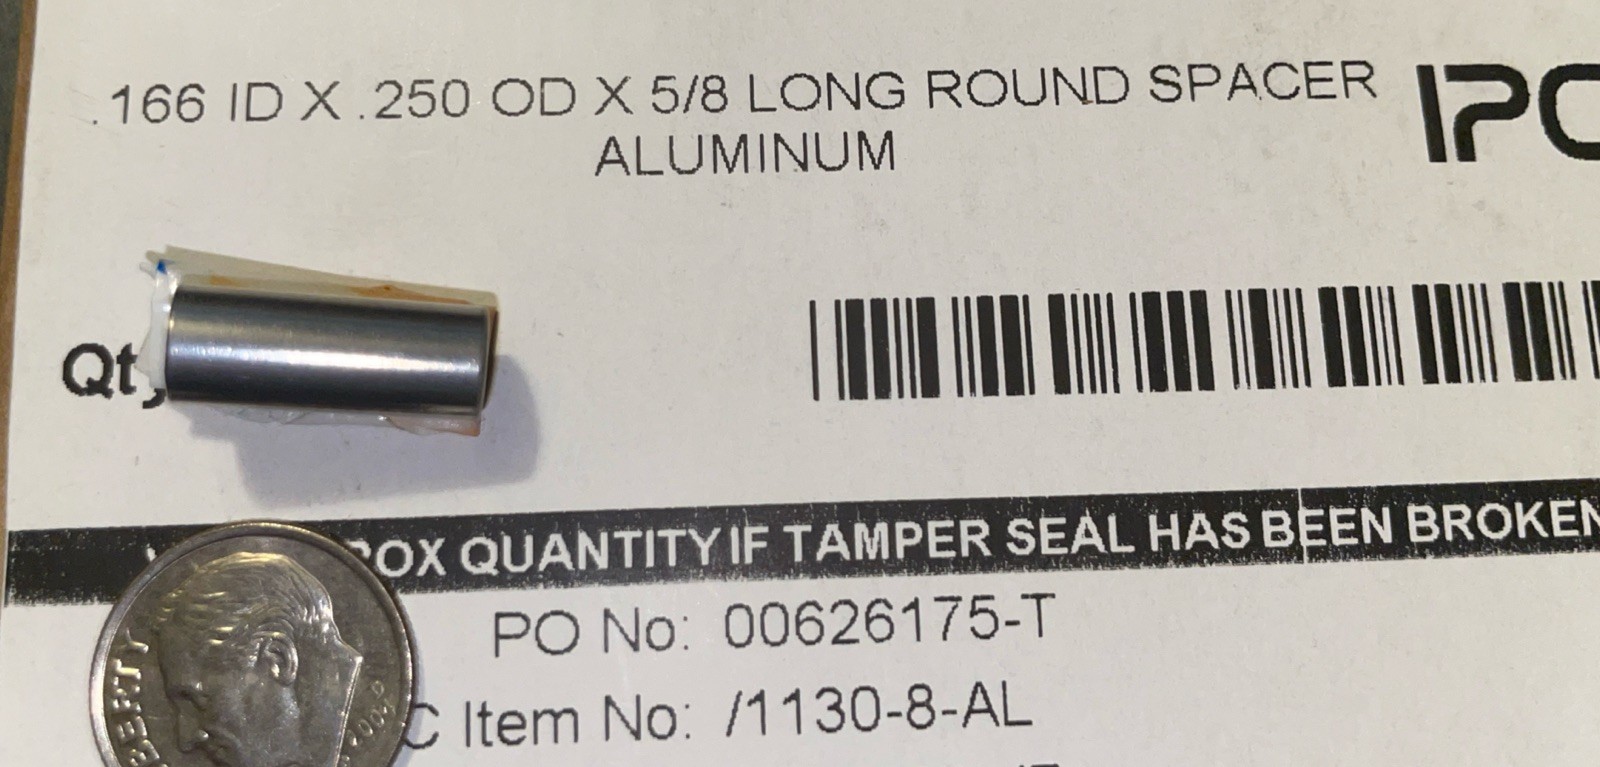 .166 ID X .250 OD X 5/8 LONG ROUND SPACER
ALUMINUM
Qty
QUANTITY IF TAMPER SEAL HAS BEEN BROKEN
PO No: 00626175-T
Item No: /1130-8-AL